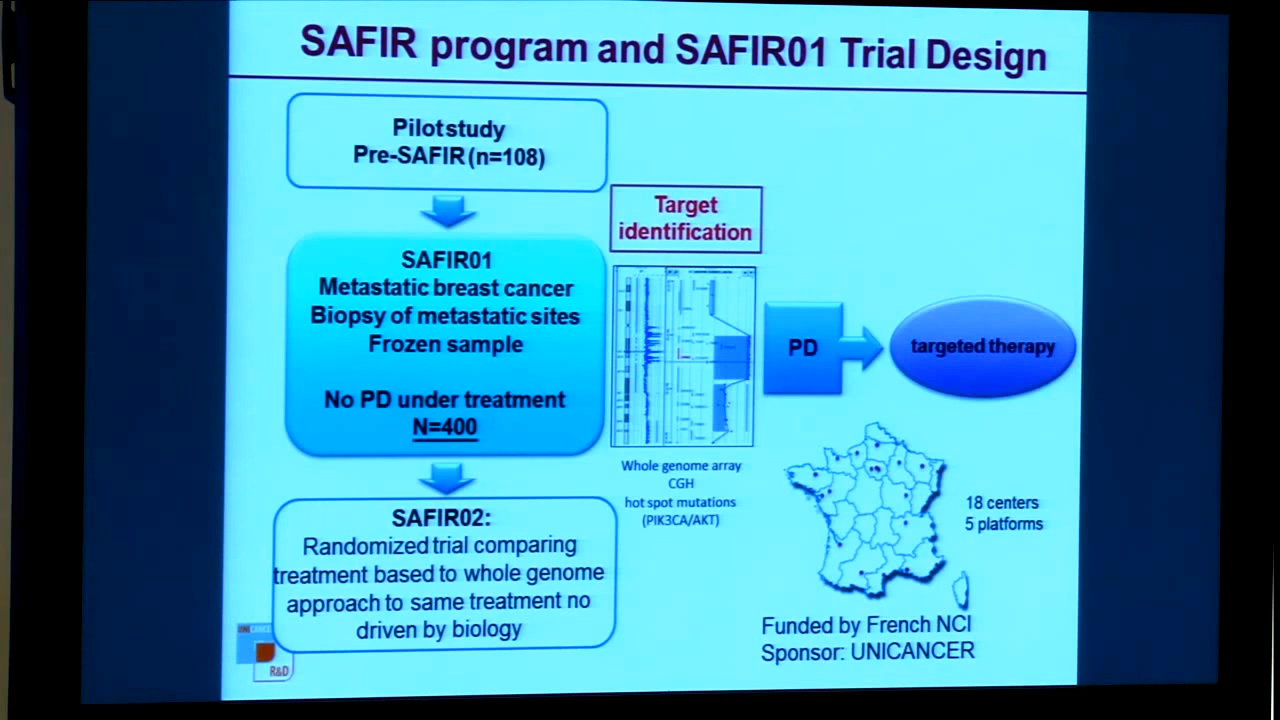 SAFIR program and SAFIR01 Trial Design
Pilot study
Pre-SAFIR (n=108)
SAFIR01
Metastatic breast cancer
Biopsy of metastatic sites
Frozen sample
No PD under treatment
N=400
SAFIR02:
Randomized trial comparing
treatment based to whole genome
approach to same treatment no
driven by biology
Target
identification
Whole genome array
CGH
hot spot mutations
(PIK3CA/AKT)
PD
targeted therapy
18 centers
5 platforms
Funded by French NCI
Sponsor: UNICANCER
R&D